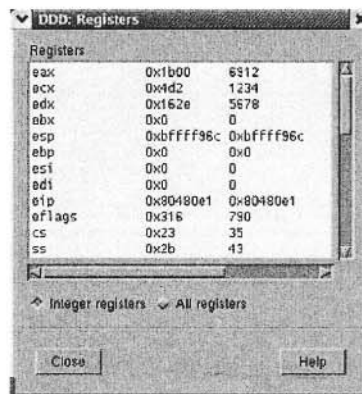 DDD: Registers
Registers
eax 0x1b00 6912
ecx 0x4d2 1234
edx 0x162e 5678
ebx 0x0 0
esp 0xbffff96c 0xbffff96c
ebp 0x0 0x0
esi 0x0 0
edi 0x0 0
eip 0x80480e1 0x80480e1
eflags 0x316 790
cs 0x23 35
ss 0x2b 43
Integer registers All registers
Close Help